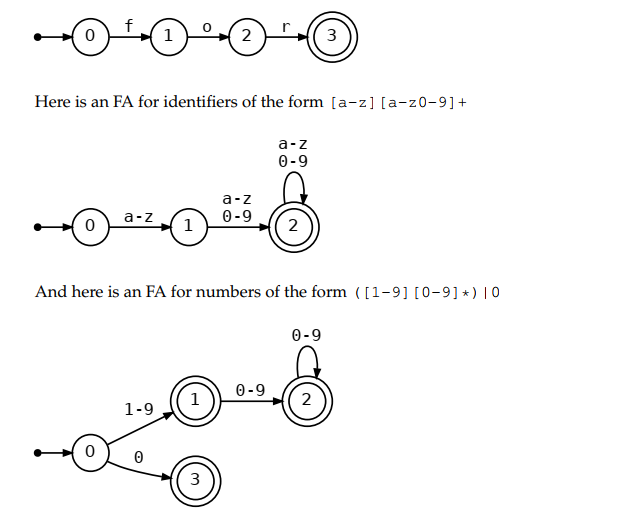 f o r
0 1 2 3
Here is an FA for identifiers of the form [a-z][a-z0-9]+
a-z
0-9
a-z
a-z 0-9
0 1 2
And here is an FA for numbers of the form ([1-9][0-9]*)|0
0-9
1-9 0-9
1 2
0 0
3